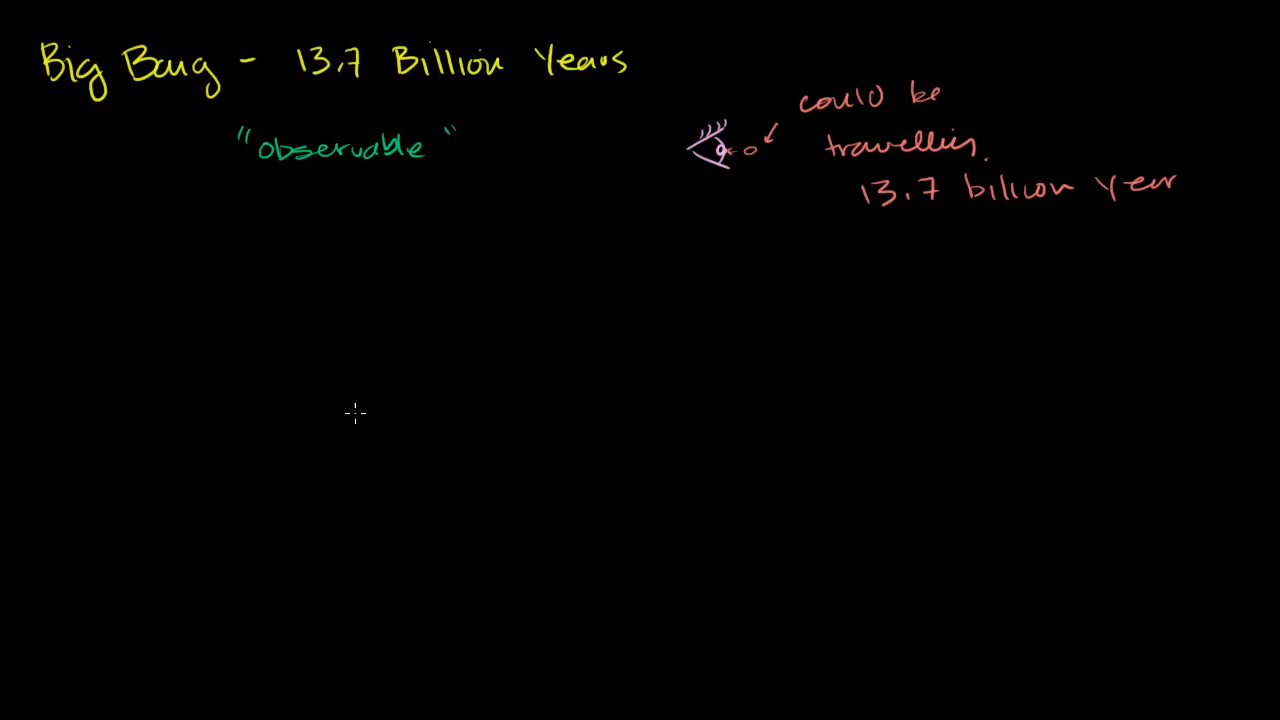 Big Bang - 13.7 Billion Years
"observable"
could be
travelling
13.7 billion year